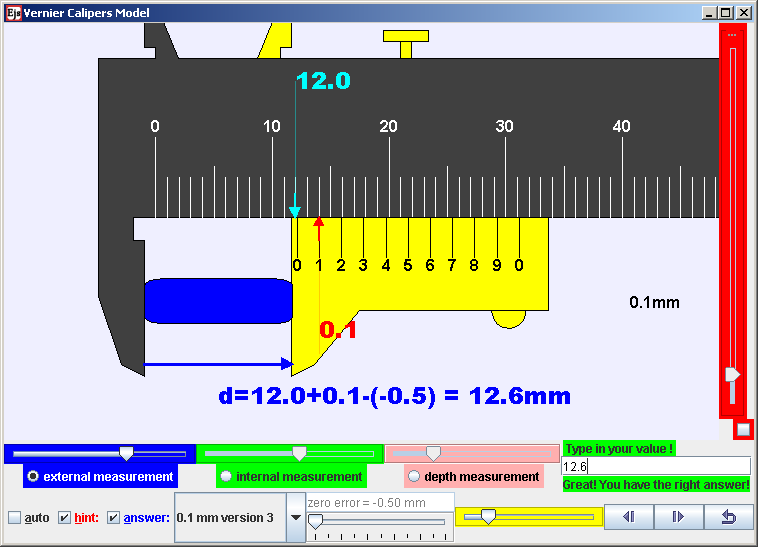 Ejs Vernier Calipers Model
12.0
0 10 20 30 40
0 1 2 3 4 5 6 7 8 9 0
0.1mm
0.1
d=12.0+0.1-(-0.5) = 12.6mm
Type in your value !
external measurement internal measurement depth measurement 12.6
Great! You have the right answer!
auto hint: answer: 0.1 mm version 3 zero error = -0.50 mm